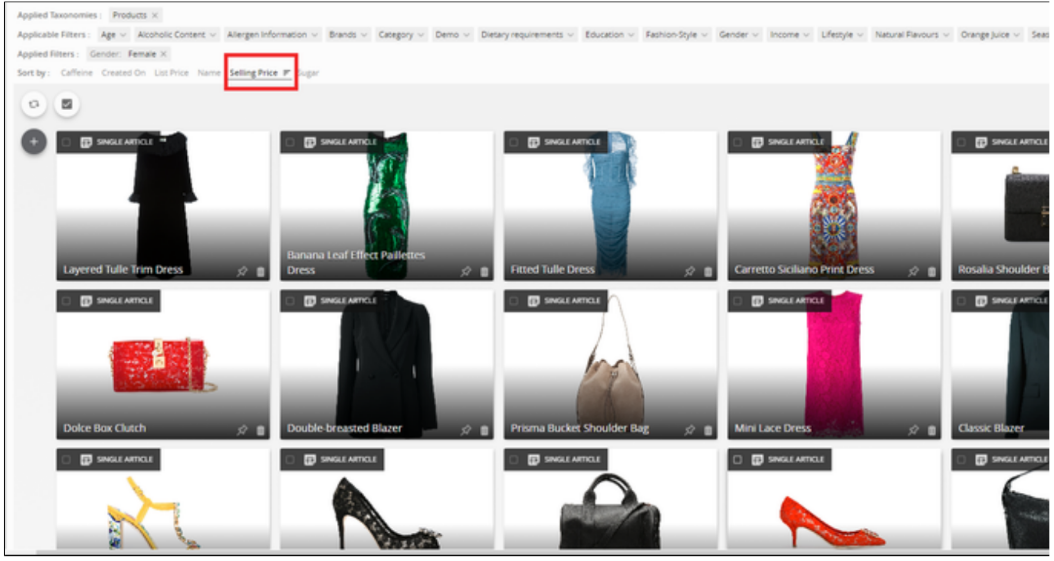 Applied Taxonomies : Products ×
Applicable Filters : Age Alcoholic Content Allergen Information Brands Category Demo Dietary requirements Education Fashion-Style Gender Income Lifestyle Natural Flavours Orange Juice Seas
Applied Filters : Gender: Female ×
Sort by : Caffeine Created On List Price Name Selling Price Sugar
SINGLE ARTICLE SINGLE ARTICLE SINGLE ARTICLE SINGLE ARTICLE SINGLE ARTICLE
Layered Tulle Trim Dress
Banana Leaf Effect Paillettes
Dress
Fitted Tulle Dress
Carretto Siciliano Print Dress
Rosalia Shoulder B
SINGLE ARTICLE SINGLE ARTICLE SINGLE ARTICLE SINGLE ARTICLE SINGLE ARTICLE
Dolce Box Clutch
Double-breasted Blazer
Prisma Bucket Shoulder Bag
Mini Lace Dress
Classic Blazer
SINGLE ARTICLE SINGLE ARTICLE SINGLE ARTICLE SINGLE ARTICLE SINGLE ARTICLE